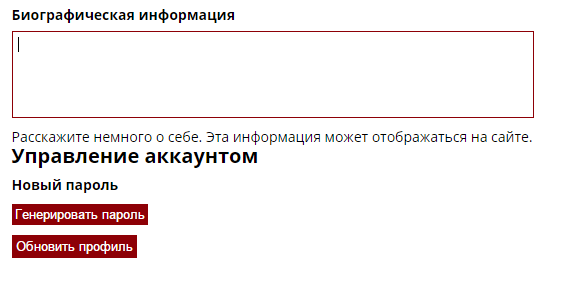 Биографическая информация
Расскажите немного о себе. Эта информация может отображаться на сайте.
Управление аккаунтом
Новый пароль
Генерировать пароль
Обновить профиль